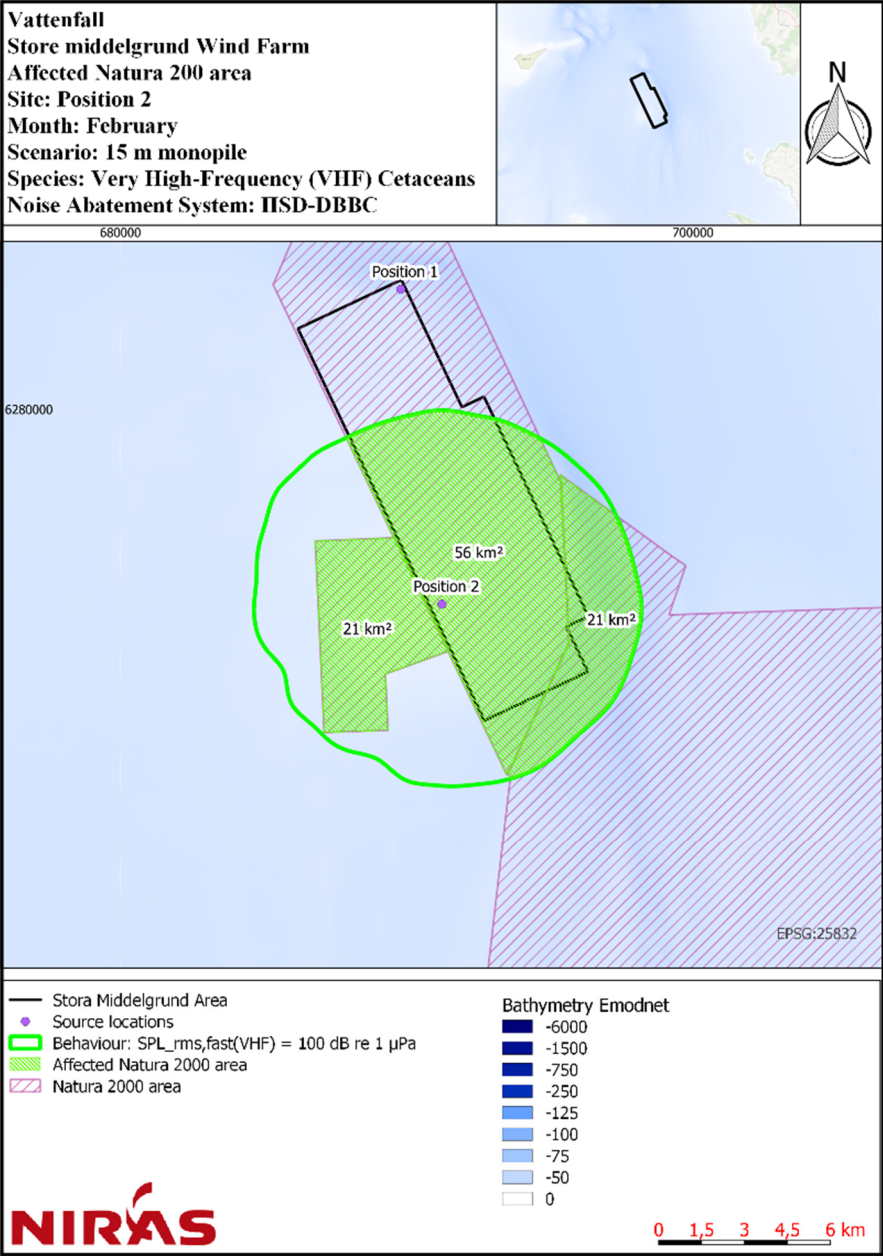 Vattenfall
Store middelgrund Wind Farm
Affected Natura 200 area
Site: Position 2
Month: February
Scenario: 15 m monopile
Species: Very High-Frequency (VHF) Cetaceans
Noise Abatement System: HSD-DBBC
N
680000
700000
Position 1
6280000
56 km²
Position 2
21 km²
21 km²
EPSG:25832
Stora Middelgrund Area
Source locations
Behaviour: SPL_rms,fast(VHF) = 100 dB re 1 µPa
Affected Natura 2000 area
Natura 2000 area
Bathymetry Emodnet
-6000
-1500
-750
-250
-125
-100
-75
-50
0
NIRAS
0 1,5 3 4,5 6 km